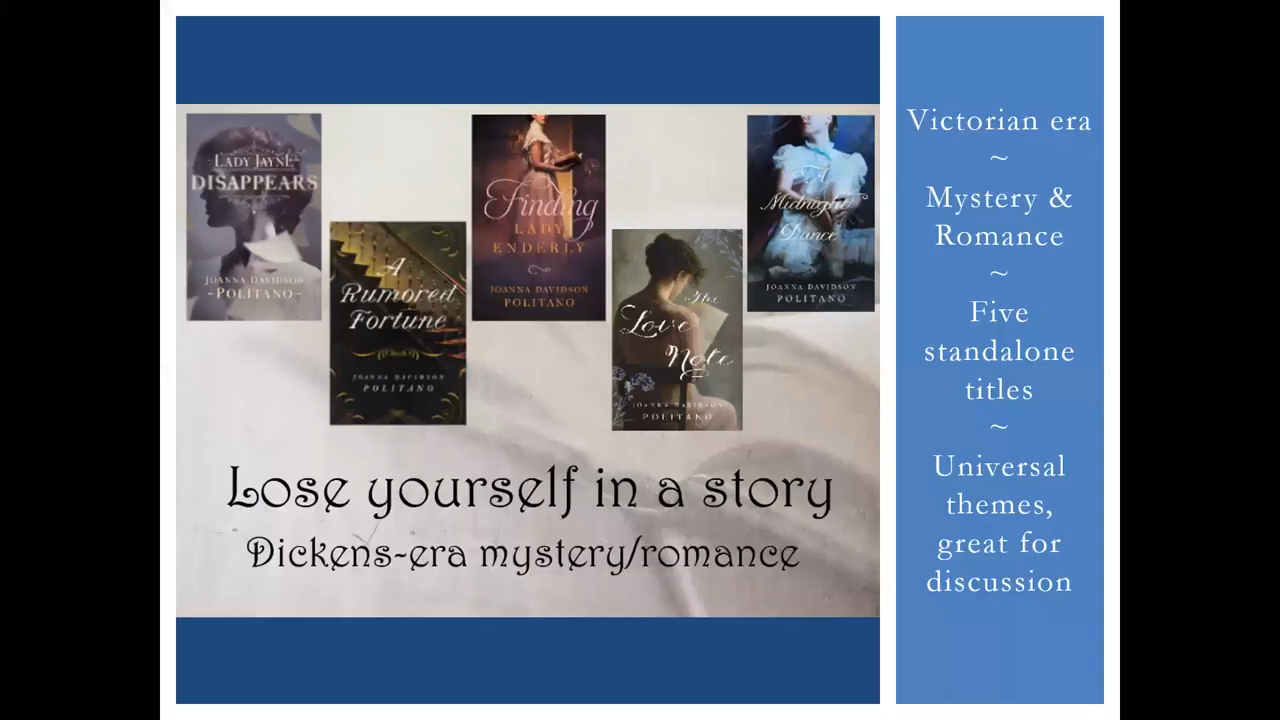 LADY JAYNE
DISAPPEARS
JOANNA DAVIDSON
-POLITANO-
A
Rumored
Fortune
JOANNA DAVIDSON
POLITANO
Finding
LADY
ENDERLY
JOANNA DAVIDSON
POLITANO
The
Love
Note
JOANNA DAVIDSON
POLITANO
A
Midnight
Dance
JOANNA DAVIDSON
POLITANO
Lose yourself in a story
Dickens-era mystery/romance
Victorian era
~
Mystery &
Romance
~
Five
standalone
titles
~
Universal
themes,
great for
discussion